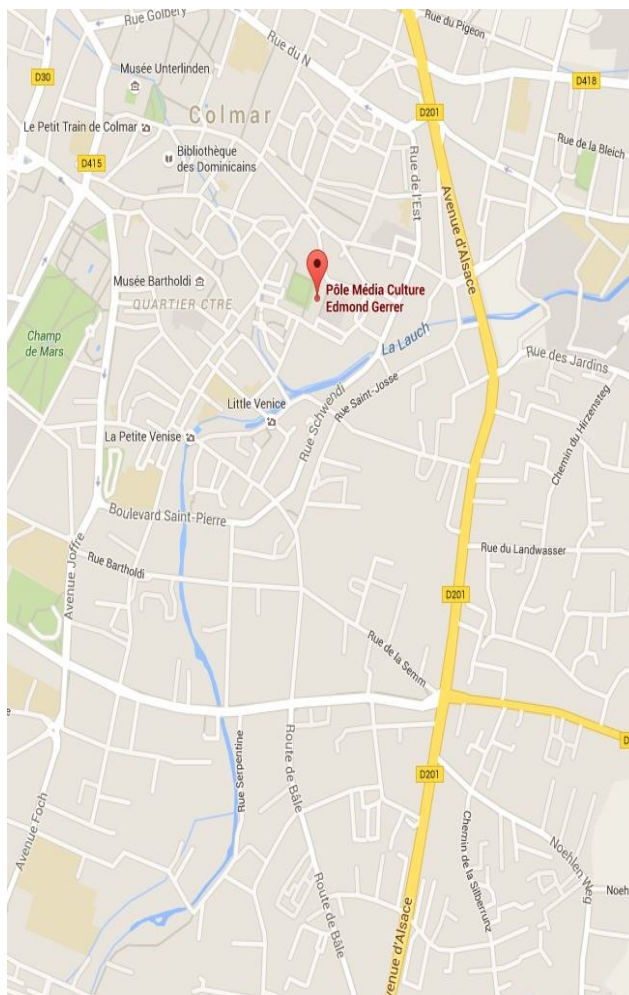 Rue Golbery
Rue du Pigeon
D30
Rue du N
Musée Unterlinden
D418
Colmar
D201
Le Petit Train de Colmar
Rue de la Bleich
D415
Bibliothèque
des Dominicains
Rue de l'Est
Avenue d'Alsace
Musée Bartholdi
Pôle Média Culture
Edmond Gerrer
QUARTIER CTRE
Champ
de Mars
La Lauch
Rue des Jardins
Little Venice
Rue Saint-Josse
Rue Schwendi
La Petite Venise
Chemin du Hirzensteg
Boulevard Saint-Pierre
Rue du Landwasser
Rue Bartholdi
Avenue Joffre
D201
Rue de la Semm
D
e
Rue Serpentine
Route de Bâle
D201
Avenue Foch
Chemin de la Silberrunz
Noehlen Weg
Noeh
Route de Bâle
Avenue d'Alsace